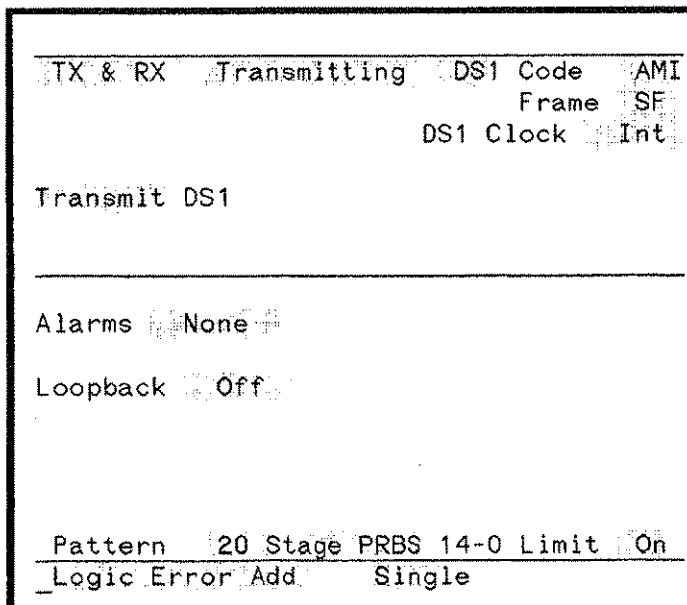 TX & RX Transmitting DS1 Code AMI
Frame SF
DS1 Clock Int
Transmit DS1
Alarms None
Loopback Off
Pattern 20 Stage PRBS 14-0 Limit On
_Logic Error Add Single